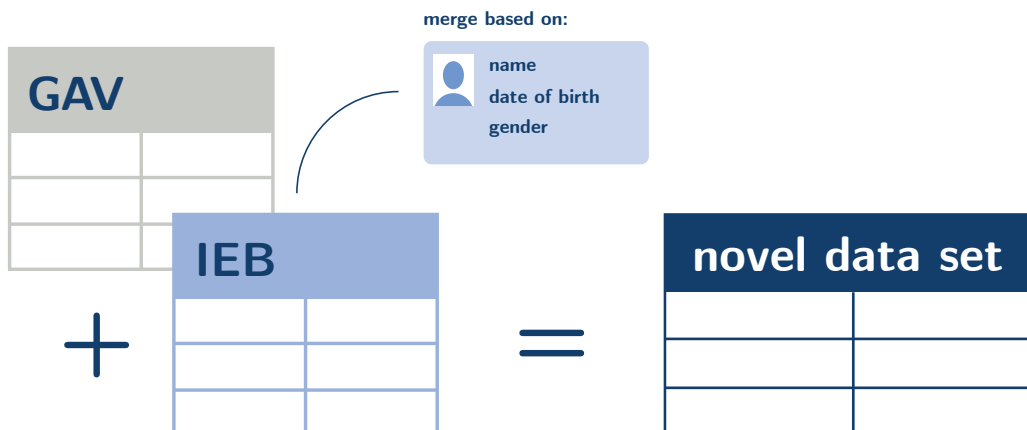 merge based on:
name
date of birth
gender
GAV
IEB
novel data set